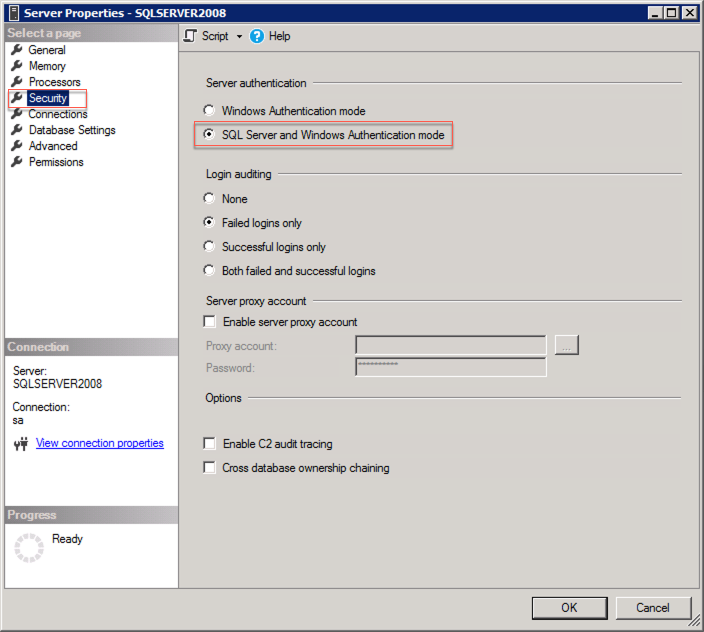 Server Properties - SQLSERVER2008
Select a page
General
Memory
Processors
Security
Connections
Database Settings
Advanced
Permissions
Connection
Server:
SQLSERVER2008
Connection:
sa
View connection properties
Progress
Ready
Script
Help
Server authentication
Windows Authentication mode
SQL Server and Windows Authentication mode
Login auditing
None
Failed logins only
Successful logins only
Both failed and successful logins
Server proxy account
Enable server proxy account
Proxy account:
...
Password:
**********
Options
Enable C2 audit tracing
Cross database ownership chaining
OK
Cancel